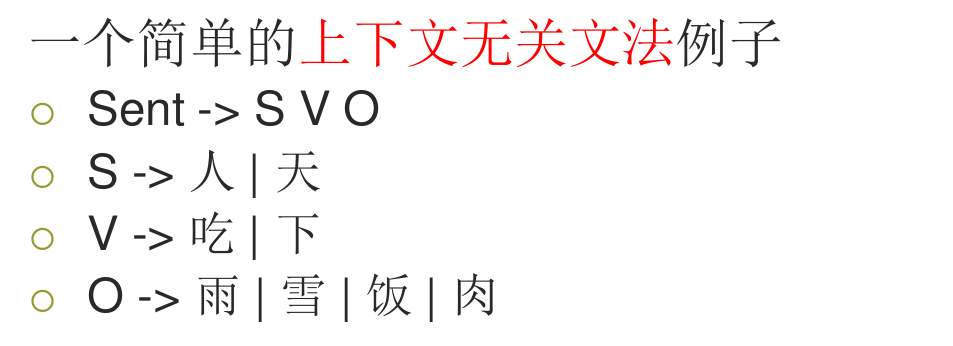 一个简单的上下文无关文法例子
Sent -> S V O
S -> 人 | 天
V -> 吃 | 下
O -> 雨 | 雪 | 饭 | 肉